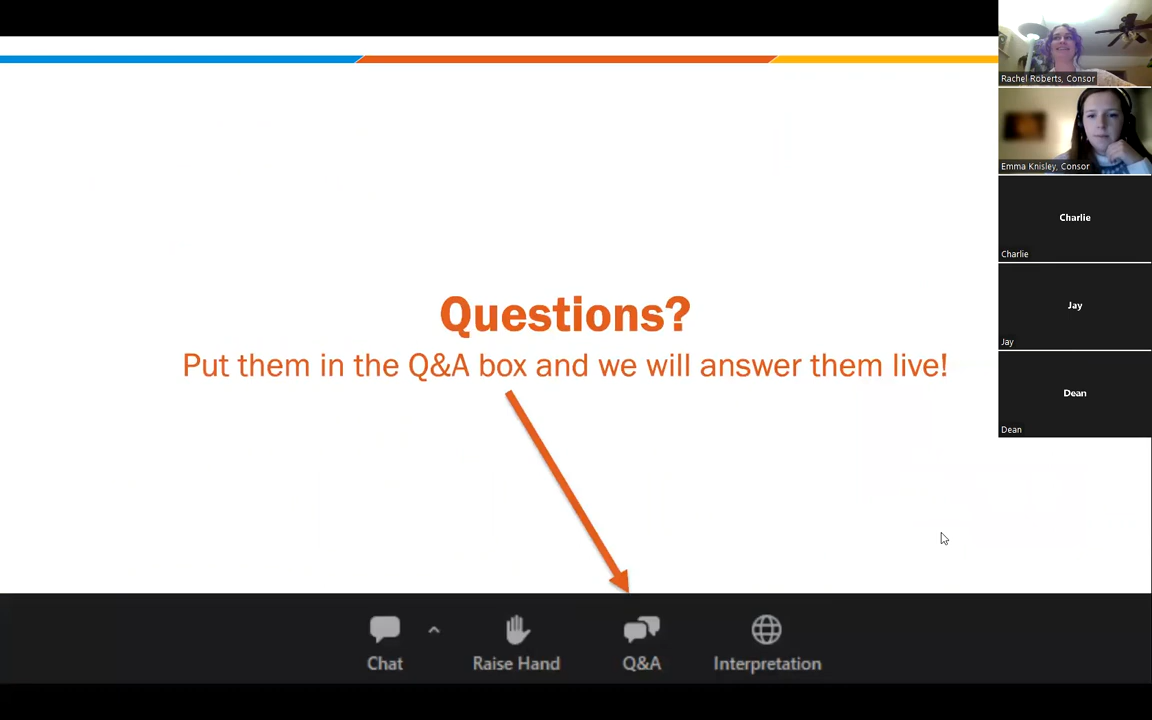 Rachel Roberts, Consor
Emma Knisley, Consor
Charlie
Charlie
Jay
Jay
Dean
Dean
Questions?
Put them in the Q&A box and we will answer them live!
Chat
Raise Hand
Q&A
Interpretation